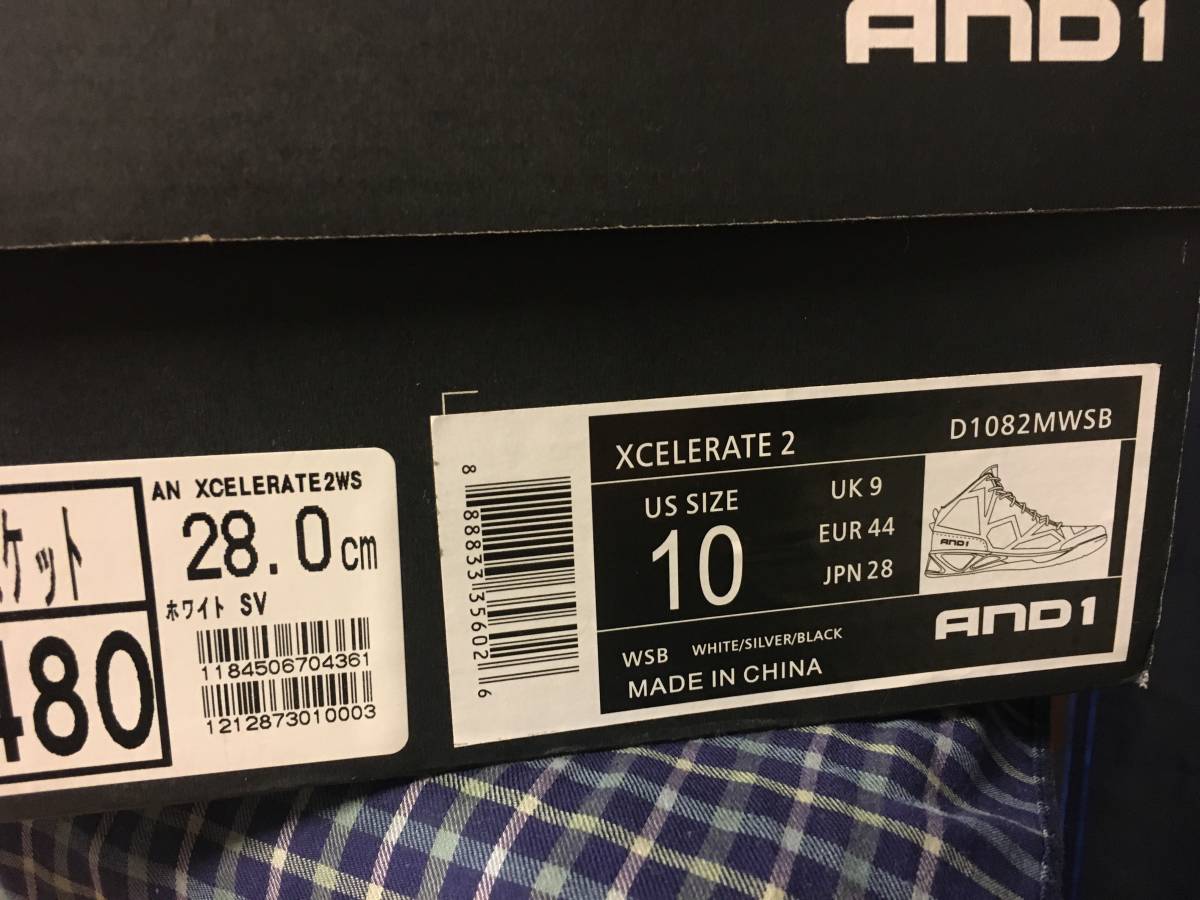 AND1
ケット
480
AN XCELERATE2WS
28.0cm
ホワイト SV
1184506704361
1212873010003
8 88833 35602 6
XCELERATE 2
D1082MWSB
US SIZE
10
UK 9
EUR 44
JPN 28
AND1
AND1
WSB WHITE/SILVER/BLACK
MADE IN CHINA